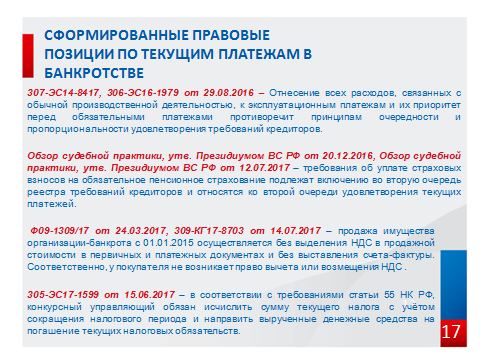 СФОРМИРОВАННЫЕ ПРАВОВЫЕ
ПОЗИЦИИ ПО ТЕКУЩИМ ПЛАТЕЖАМ В
БАНКРОТСТВЕ
307-ЭС14-8417, 306-ЭС16-1979 от 29.08.2016 – Отнесение всех расходов, связанных с
обычной производственной деятельностью, к эксплуатационным платежам и их приоритет
перед обязательными платежами противоречит принципам очередности и
пропорциональности удовлетворения требований кредиторов.
Обзор судебной практики, утв. Президиумом ВС РФ от 20.12.2016, Обзор судебной
практики, утв. Президиумом ВС РФ от 12.07.2017 – требования об уплате страховых
взносов на обязательное пенсионное страхование подлежат включению во вторую очередь
реестра требований кредиторов и относятся ко второй очереди удовлетворения текущих
платежей.
Ф09-1309/17 от 24.03.2017, 309-КГ17-8703 от 14.07.2017 – продажа имущества
организации-банкрота с 01.01.2015 осуществляется без выделения НДС в продажной
стоимости в первичных и платежных документах и без выставления счета-фактуры.
Соответственно, у покупателя не возникает право вычета или возмещения НДС .
305-ЭС17-1599 от 15.06.2017 – в соответствии с требованиями статьи 55 НК РФ,
конкурсный управляющий обязан исчислить сумму текущего налога с учётом
сокращения налогового периода и направить вырученные денежные средства на
погашение текущих налоговых обязательств.
17